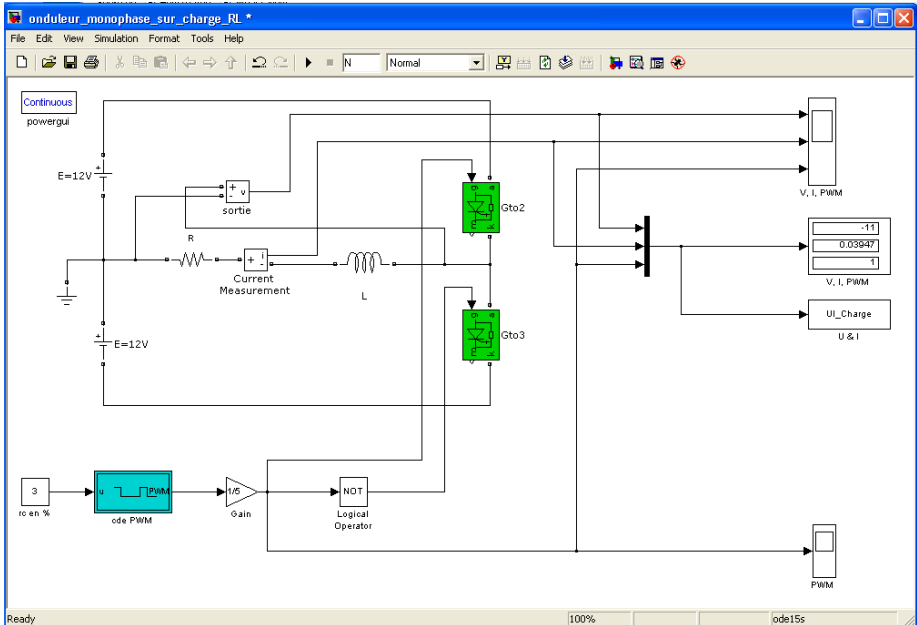 onduleur_monophase_sur_charge_RL *
File Edit View Simulation Format Tools Help
N Normal
Continuous
powergui
E=12V
+
+ v
-
sortie
R
+ i
-
Current
Measurement
L
g a
m k
Gto2
g a
m k
Gto3
+
E=12V
V, I, PWM
-11
0.03947
1
V, I, PWM
UI_Charge
U & I
3
rc en %
u PWM
cde PWM
1/5
Gain
NOT
Logical
Operator
PWM
Ready 100% ode15s